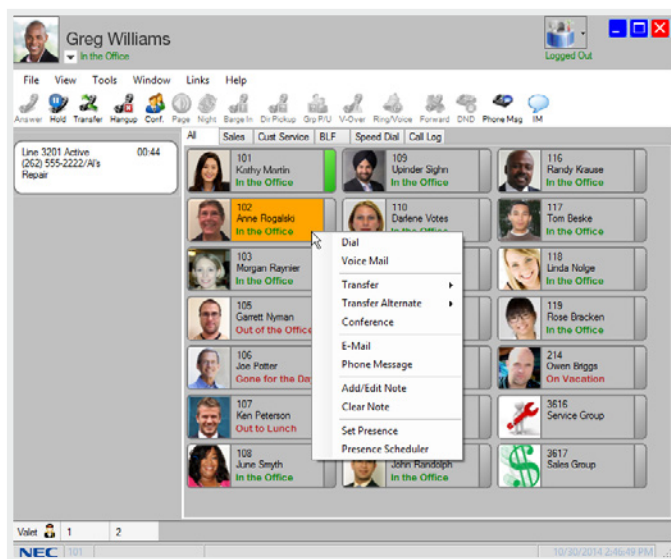 Greg Williams
In the Office
Logged Out
File View Tools Window Links Help
Answer Hold Transfer Hangup Conf. Page Night Barge In Dir Pickup Grp P/U V-Over Ring/Voice Forward DND Phone Msg IM
All Sales Cust Service BLF Speed Dial Call Log
Line 3201 Active 00:44
(262) 555-2222/Al's
Repair
101
Kathy Martin
In the Office
109
Upinder Sighn
In the Office
116
Randy Krause
In the Office
102
Anne Rogalski
In the Office
110
Darlene Votes
In the Office
117
Tom Beske
In the Office
103
Morgan Raynier
In the Office
118
Linda Nolge
In the Office
105
Garrett Nyman
Out of the Office
119
Rose Bracken
In the Office
106
Joe Potter
Gone for the Da
214
Owen Briggs
On Vacation
107
Ken Peterson
Out to Lunch
3616
Service Group
108
June Smyth
In the Office
John Randolph
In the Office
3617
Sales Group
Dial
Voice Mail
Transfer
Transfer Alternate
Conference
E-Mail
Phone Message
Add/Edit Note
Clear Note
Set Presence
Presence Scheduler
Valet 1 2
NEC 101 10/30/2014 2:46:49 PM